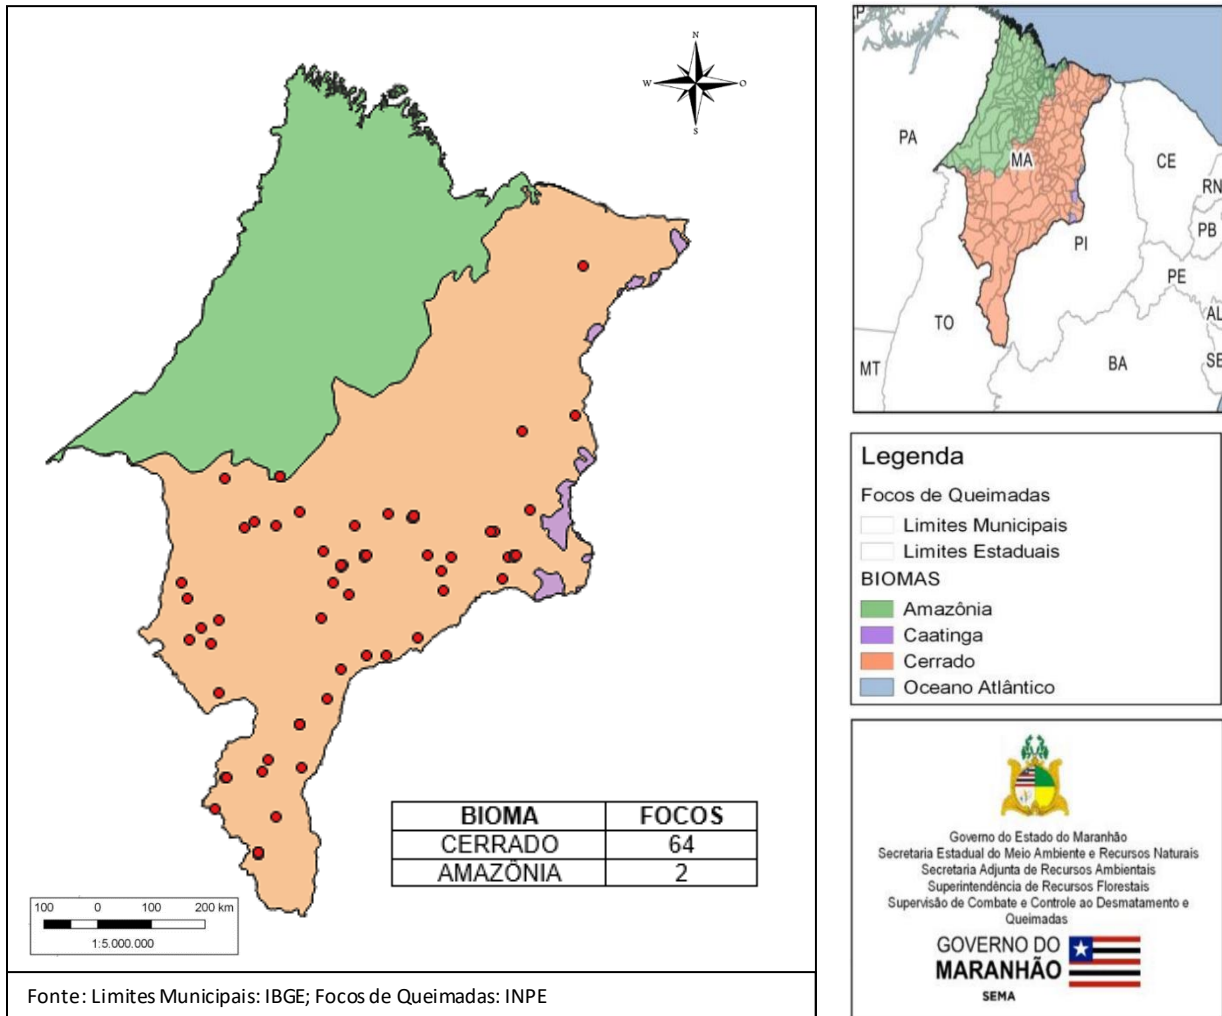 N
W
O
S
BIOMA FOCOS
CERRADO 64
AMAZÔNIA 2
100 0 100 200 km
1:5.000.000
Fonte: Limites Municipais: IBGE; Focos de Queimadas: INPE
PA
MA
CE
RN
PB
PI
PE
AL
TO
SE
BA
MT
Legenda
Focos de Queimadas
Limites Municipais
Limites Estaduais
BIOMAS
Amazônia
Caatinga
Cerrado
Oceano Atlântico
Governo do Estado do Maranhão
Secretaria Estadual do Meio Ambiente e Recursos Naturais
Secretaria Adjunta de Recursos Ambientais
Superintendência de Recursos Florestais
Supervisão de Combate e Controle ao Desmatamento e
Queimadas
GOVERNO DO
MARANHÃO
SEMA